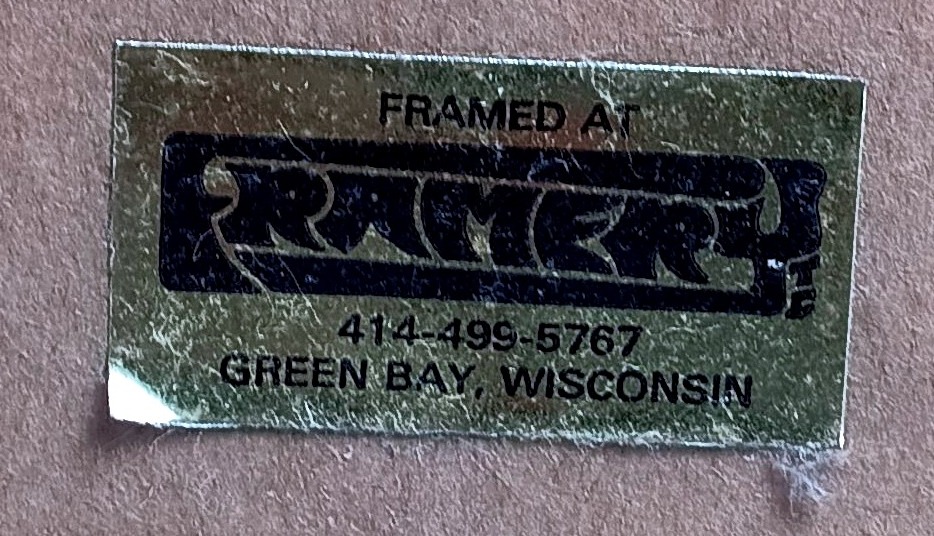 FRAMED AT
FRAMERY
414-499-5767
GREEN BAY, WISCONSIN